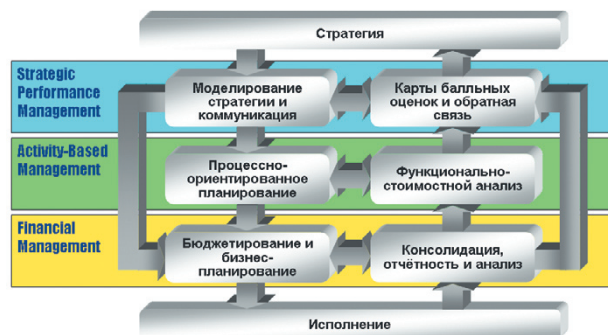 Стратегия
Strategic
Performance
Management
Моделирование
стратегии и
коммуникация
Карты балльных
оценок и обратная
связь
Activity-Based
Management
Процессно-
ориентированное
планирование
Функционально-
стоимостной анализ
Financial
Management
Бюджетирование и
бизнес-
планирование
Консолидация,
отчётность и анализ
Исполнение